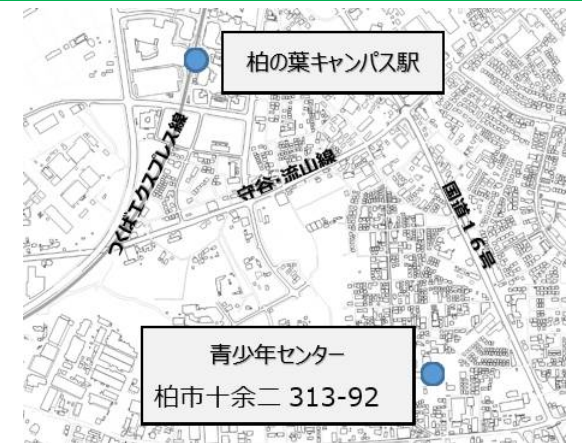 柏の葉キャンパス駅
つくばエクスプレス線
守谷・流山線
国道16号
青少年センター
柏市十余二 313-92